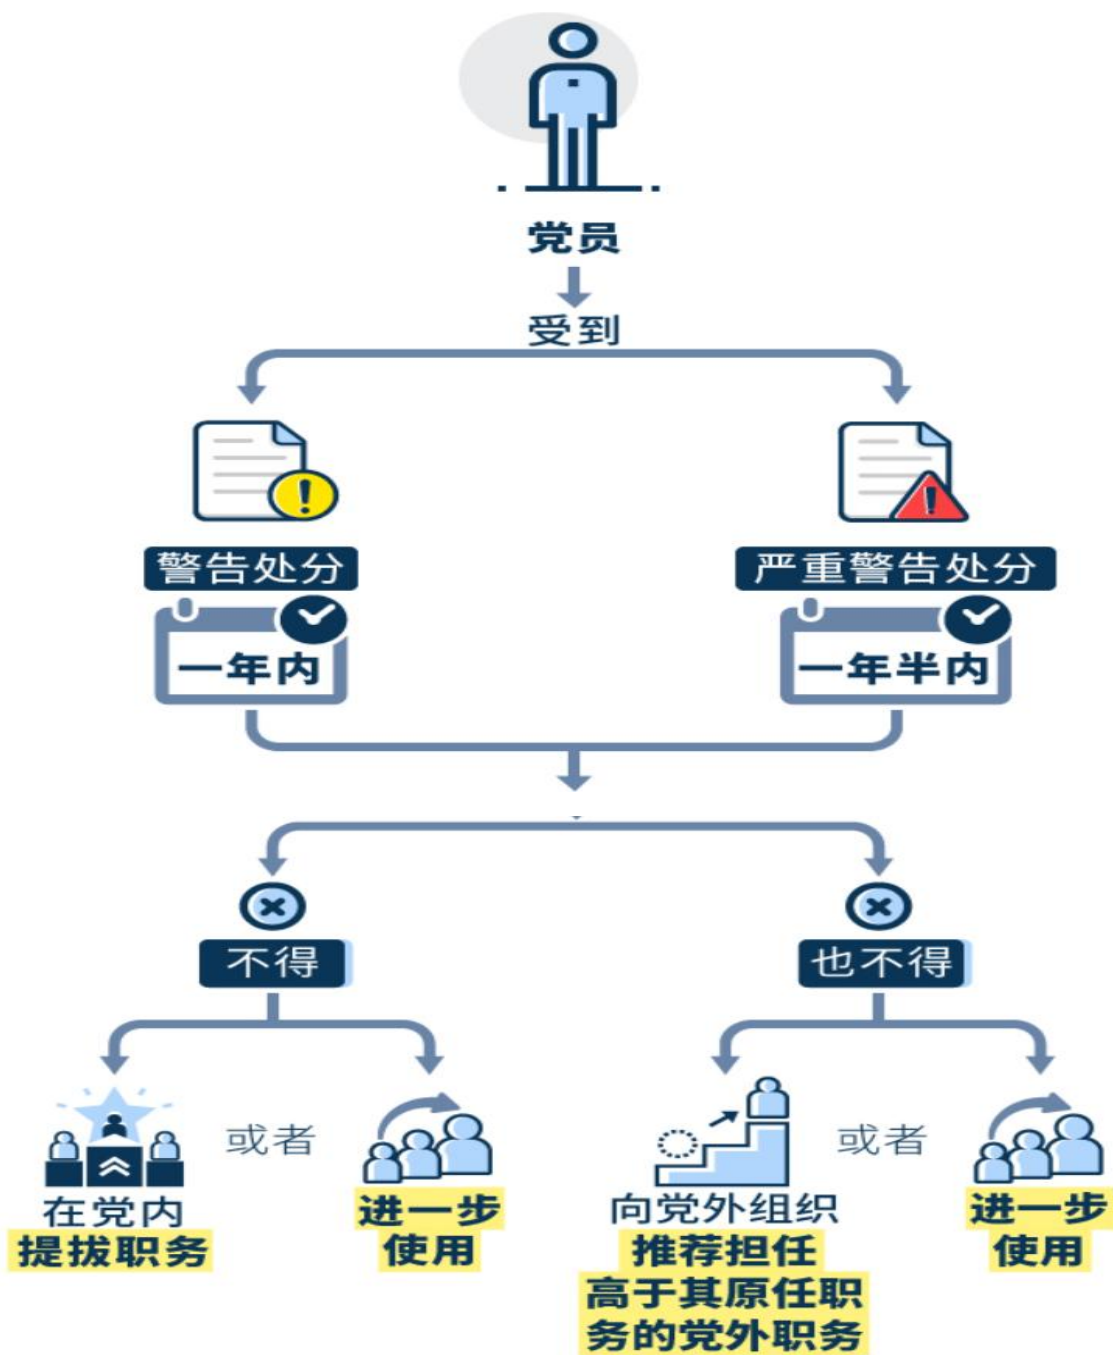 党员
受到
警告处分
严重警告处分
一年内
一年半内
不得
也不得
在党内
提拔职务
或者
进一步
使用
向党外组织
推荐担任
高于其原任职
务的党外职务
或者
进一步
使用